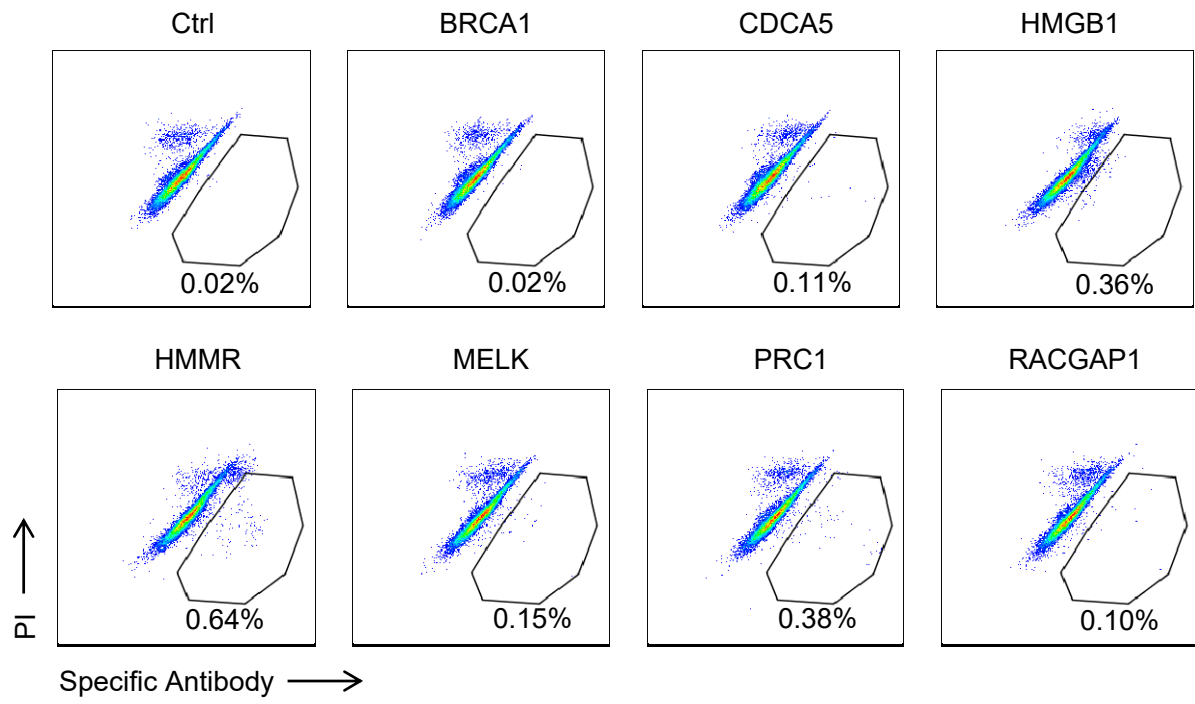 Ctrl BRCA1 CDCA5 HMGB1
0.02% 0.02% 0.11% 0.36%
HMMR MELK PRC1 RACGAP1
0.64% 0.15% 0.38% 0.10%
PI
Specific Antibody